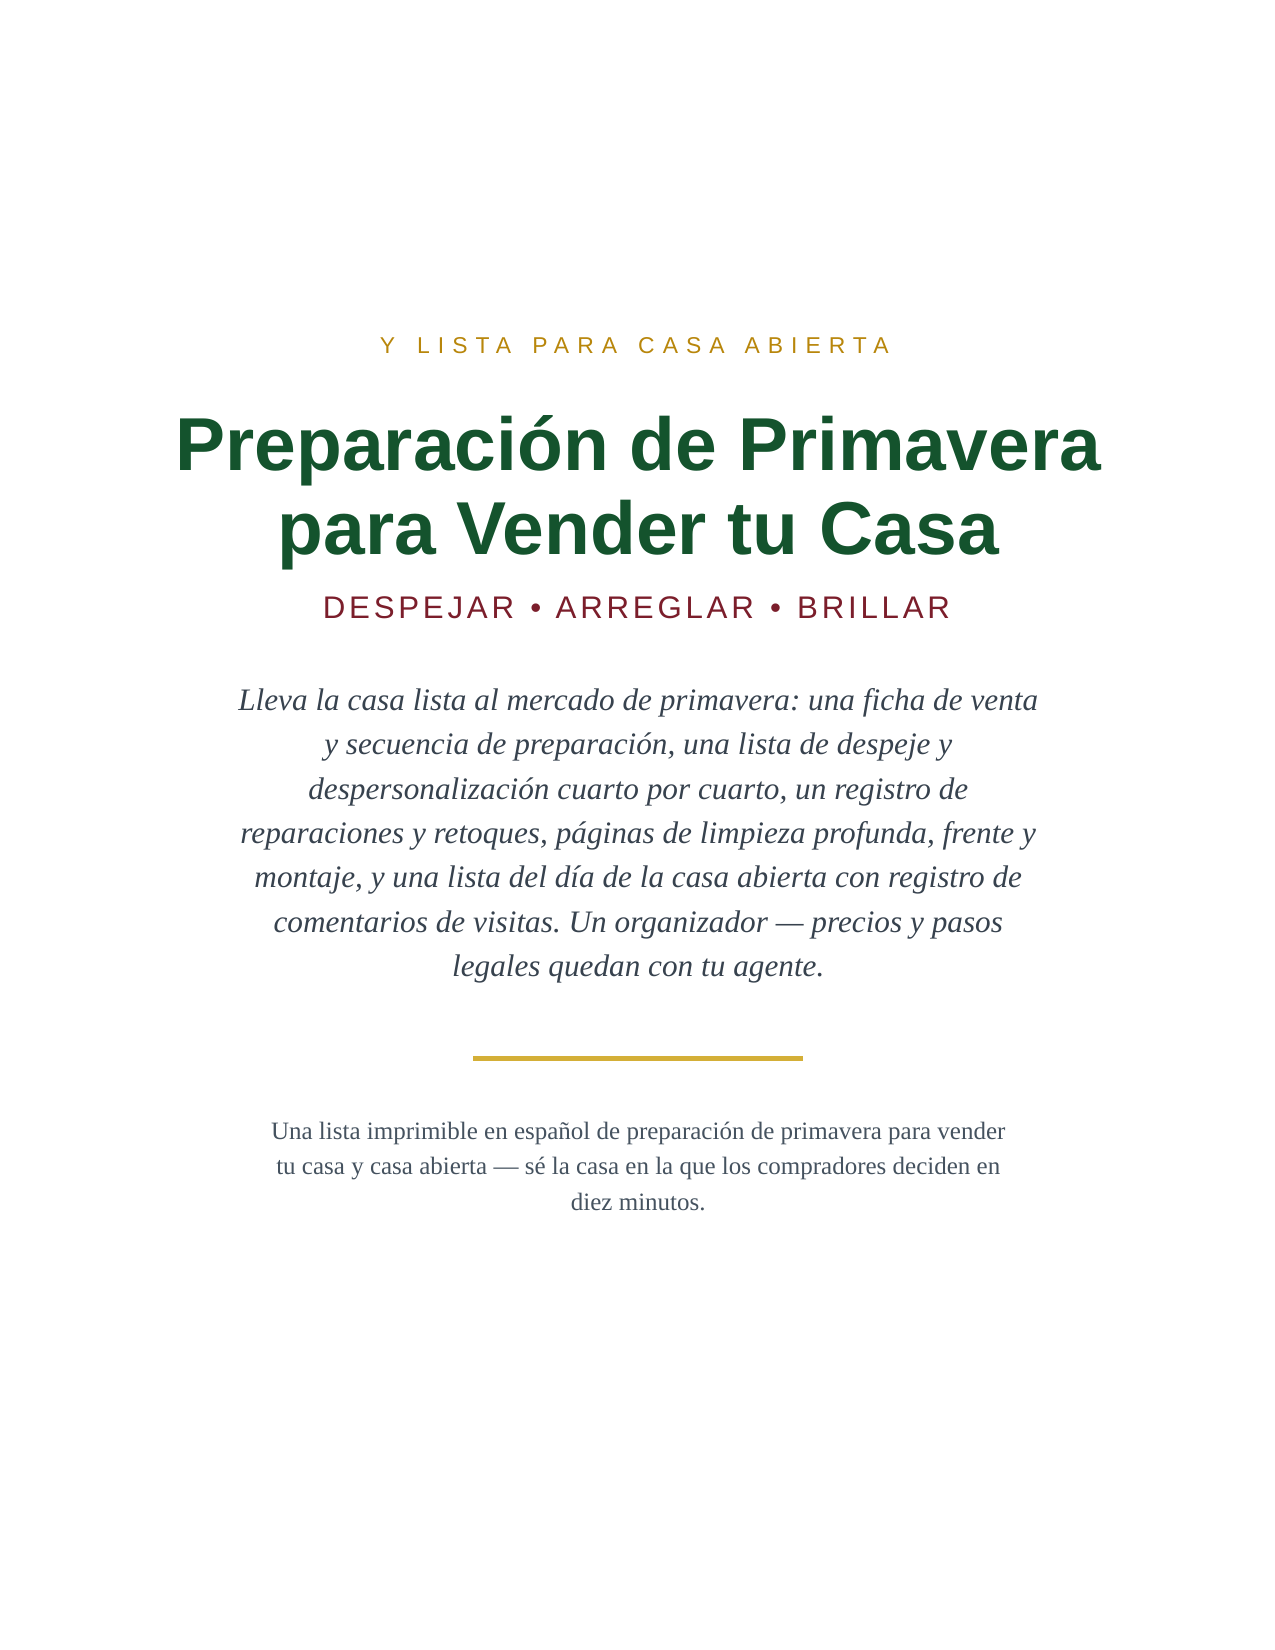 Y LISTA PARA CASA ABIERTA
Preparación de Primavera
para Vender tu Casa
DESPEJAR • ARREGLAR • BRILLAR
Lleva la casa lista al mercado de primavera: una ficha de venta
y secuencia de preparación, una lista de despeje y
despersonalización cuarto por cuarto, un registro de
reparaciones y retoques, páginas de limpieza profunda, frente y
montaje, y una lista del día de la casa abierta con registro de
comentarios de visitas. Un organizador — precios y pasos
legales quedan con tu agente.
Una lista imprimible en español de preparación de primavera para vender
tu casa y casa abierta — sé la casa en la que los compradores deciden en
diez minutos.